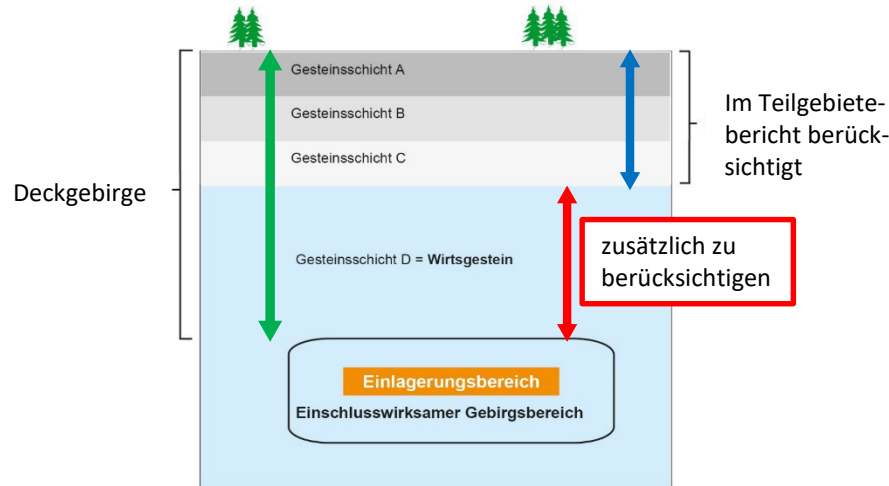 Gesteinsschicht A
Gesteinsschicht B
Gesteinsschicht C
Im Teilgebiete-
bericht berück-
sichtigt
Deckgebirge
Gesteinsschicht D = Wirtsgestein
zusätzlich zu
berücksichtigen
Einlagerungsbereich
Einschlusswirksamer Gebirgsbereich